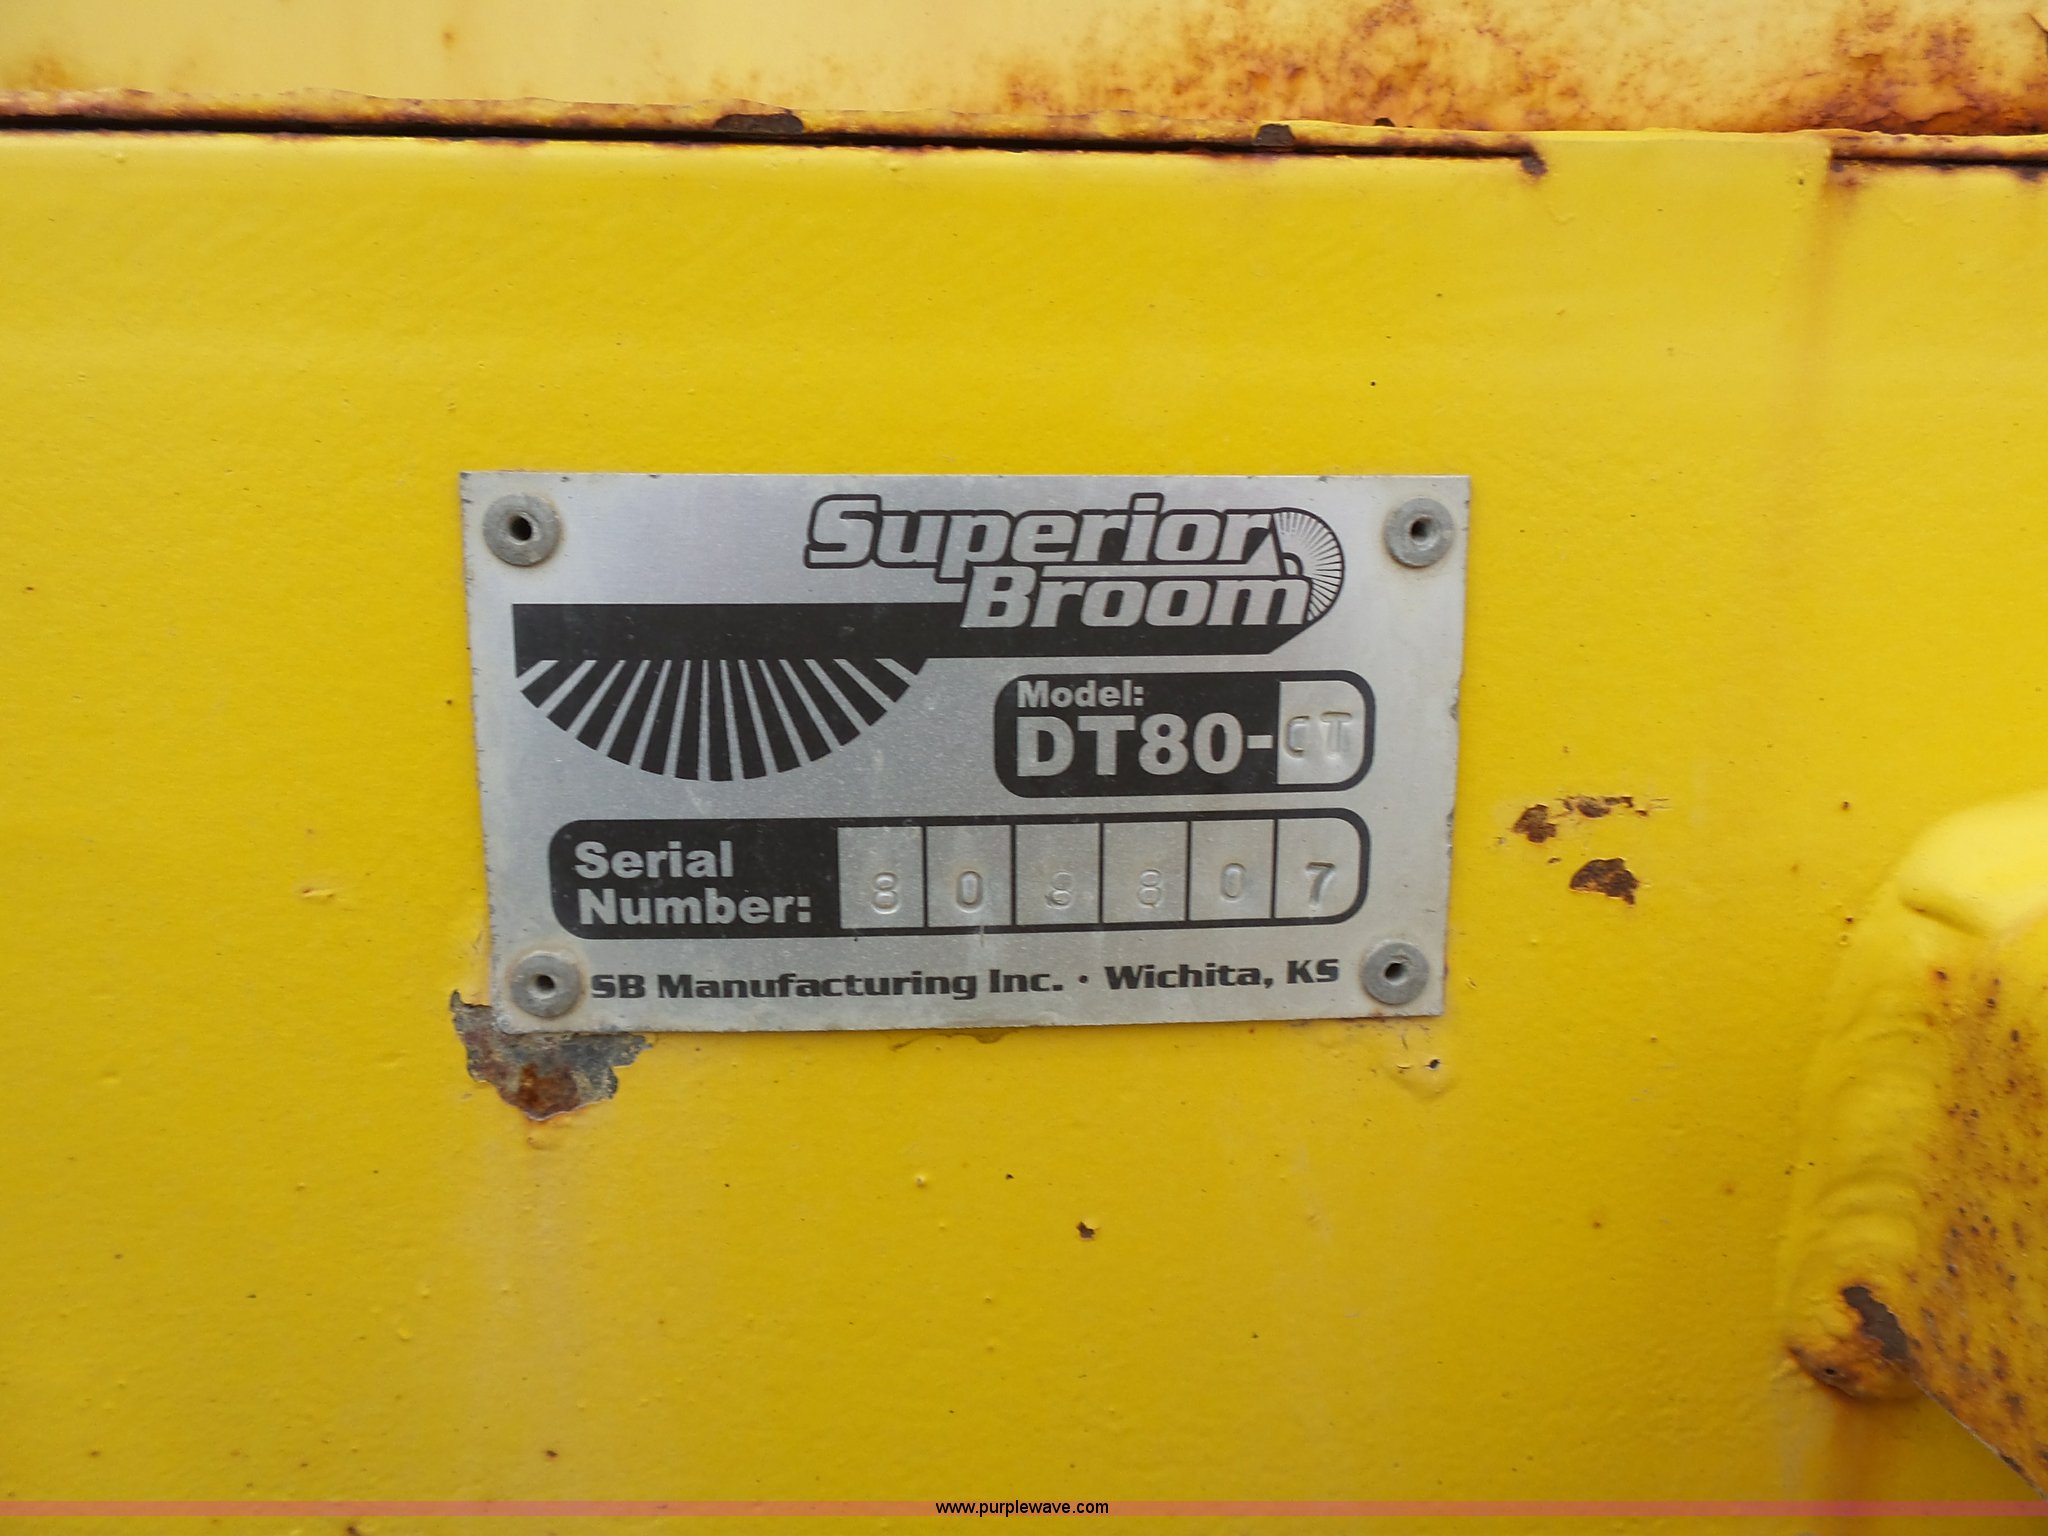 Superior
Broom
Model:
DT80-CT
Serial
Number: 808807
SB Manufacturing Inc. • Wichita, KS
www.purplewave.com